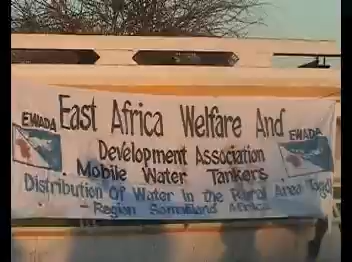 EWADA
East Africa Welfare And
EWADA
Development Association
Mobile Water Tankers
Distribution Of Water In the Rural Area Togdh
- Region Somaliland Africa